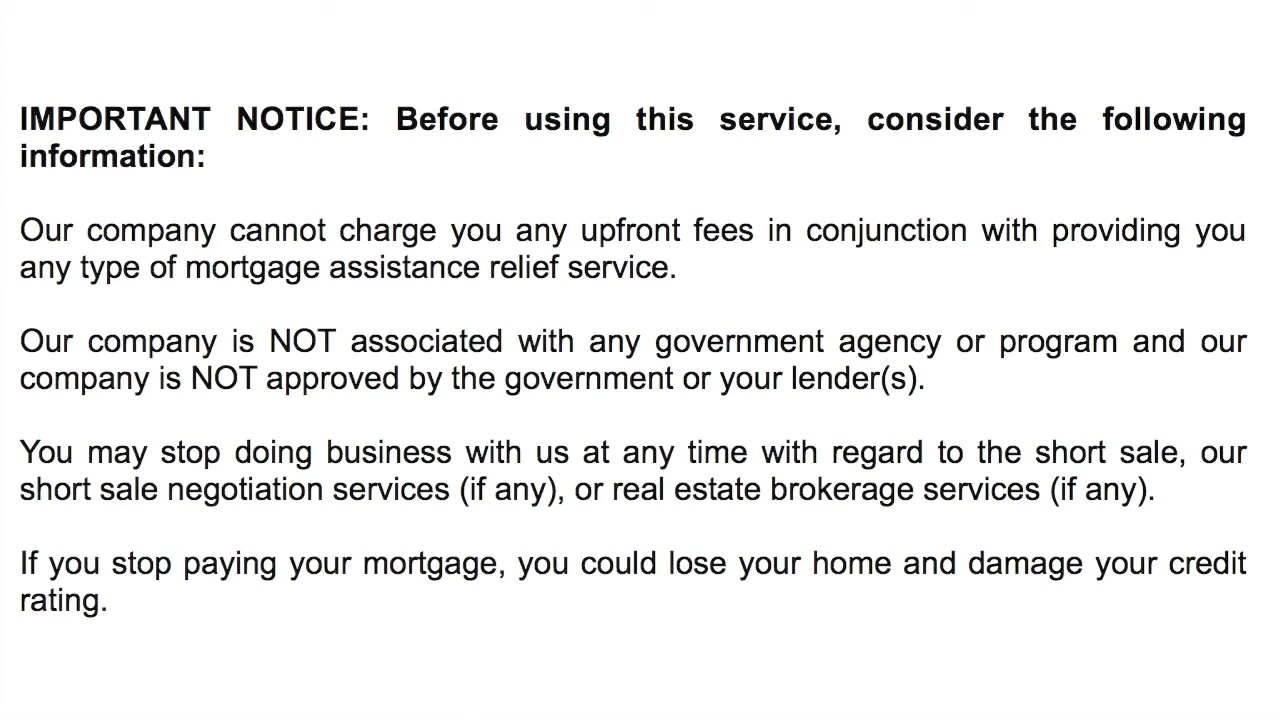 IMPORTANT NOTICE: Before using this service, consider the following
information:
Our company cannot charge you any upfront fees in conjunction with providing you
any type of mortgage assistance relief service.
Our company is NOT associated with any government agency or program and our
company is NOT approved by the government or your lender(s).
You may stop doing business with us at any time with regard to the short sale, our
short sale negotiation services (if any), or real estate brokerage services (if any).
If you stop paying your mortgage, you could lose your home and damage your credit
rating.